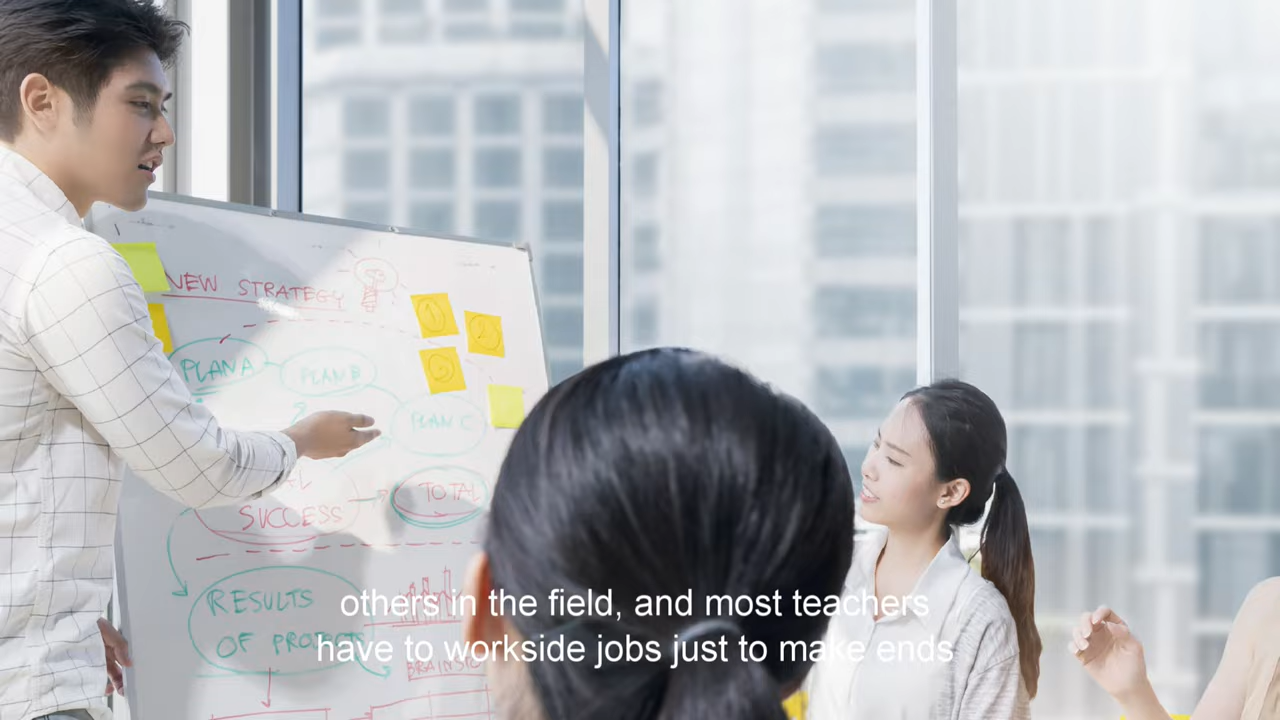 NEW STRATEGY
PLAN A
PLAN B
PLAN C
TOTAL
SUCCESS
RESULTS
OF PROJECTS
others in the field, and most teachers
have to workside jobs just to make ends